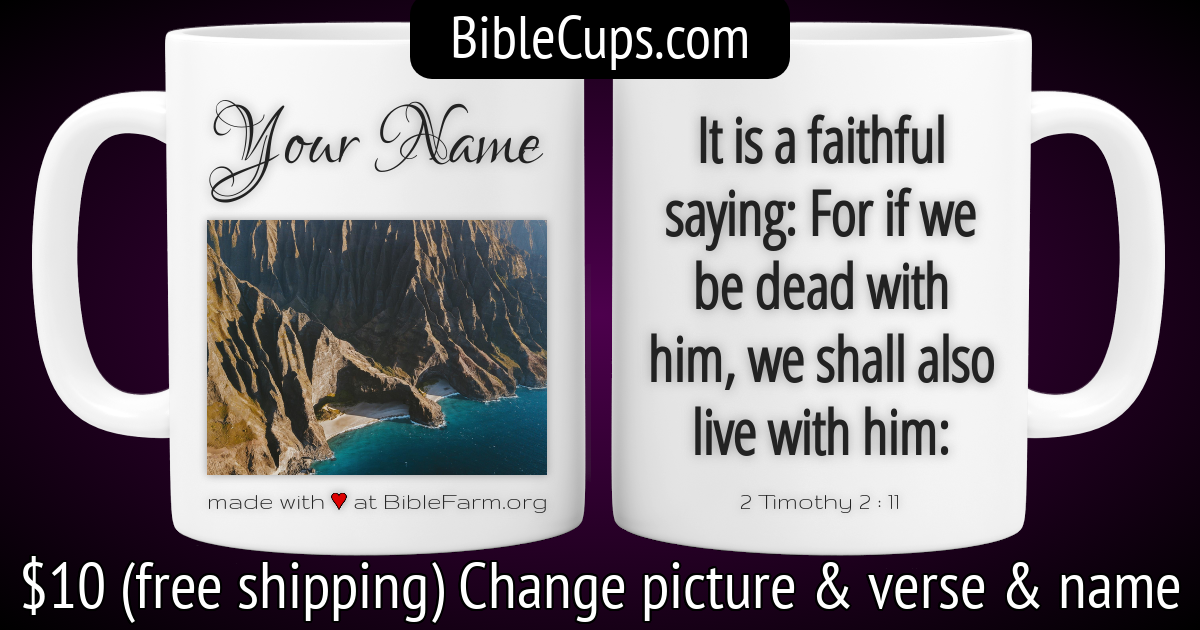 BibleCups.com
Your Name
made with ♥ at BibleFarm.org
It is a faithful
saying: For if we
be dead with
him, we shall also
live with him:
2 Timothy 2 : 11
$10 (free shipping) Change picture & verse & name